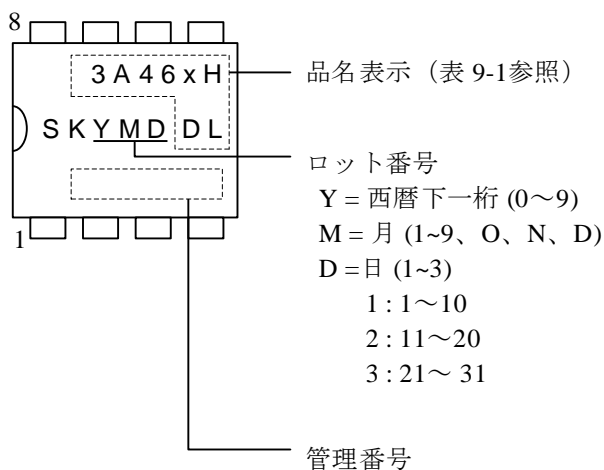 8
3A46xH
SKYMD DL
1
品名表示（表 9-1参照）
ロット番号
Y = 西暦下一桁 (0～9)
M = 月 (1~9、O、N、D)
D =日 (1~3)
1 : 1～10
2 : 11～20
3 : 21～ 31
管理番号